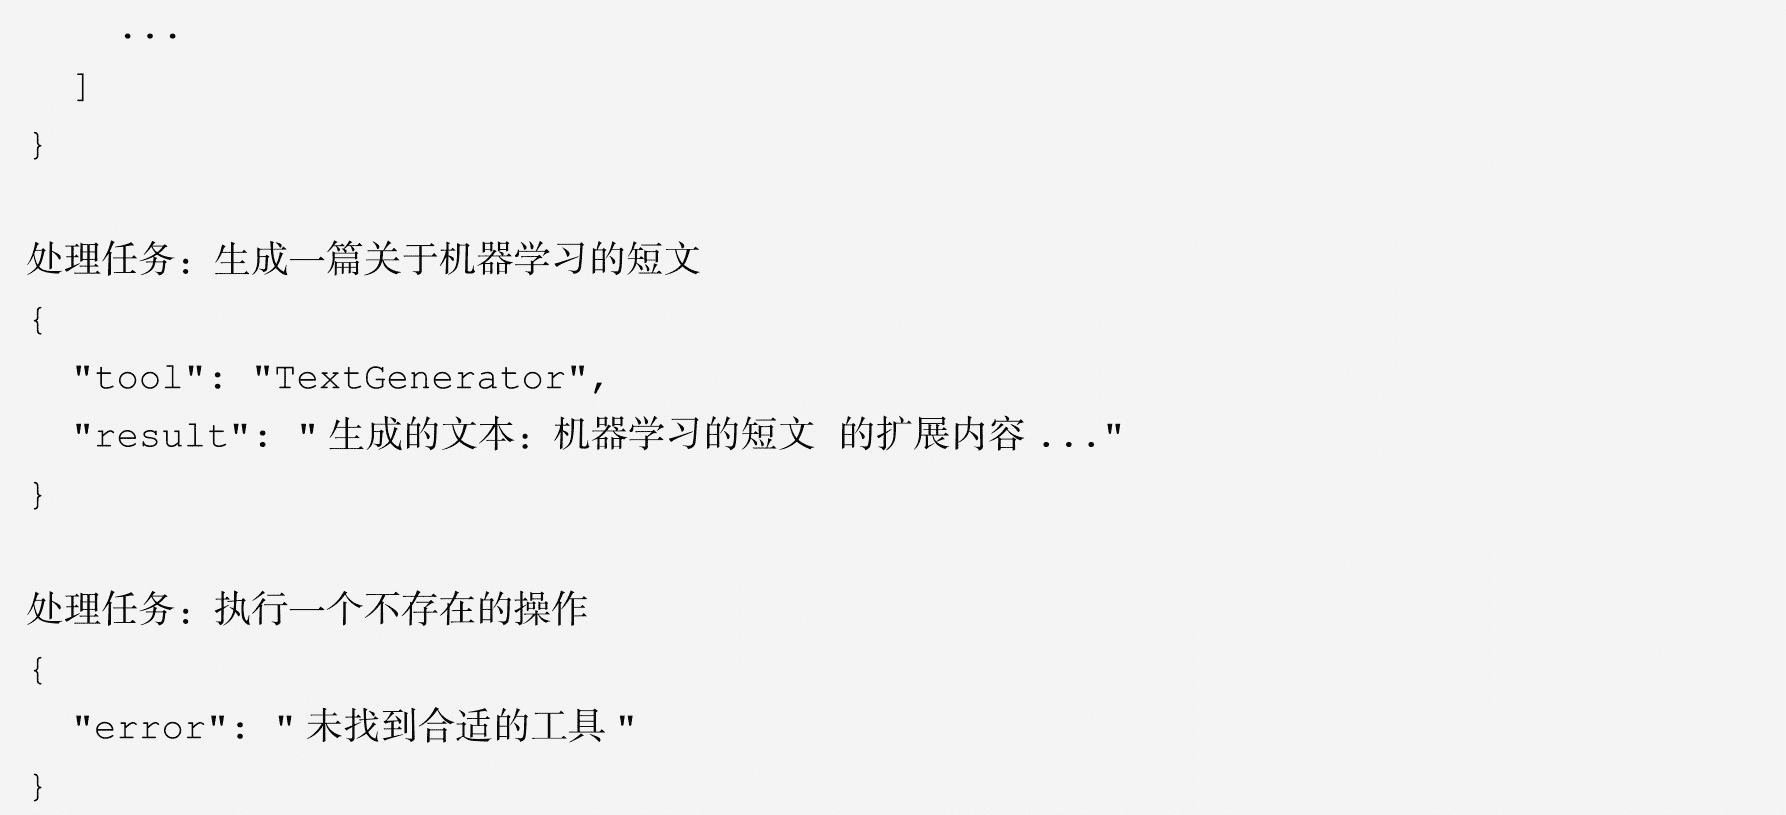 ...
]
}
处理任务：生成一篇关于机器学习的短文
{
"tool": "TextGenerator",
"result": "生成的文本：机器学习的短文 的扩展内容..."
}
处理任务：执行一个不存在的操作
{
"error": "未找到合适的工具"
}